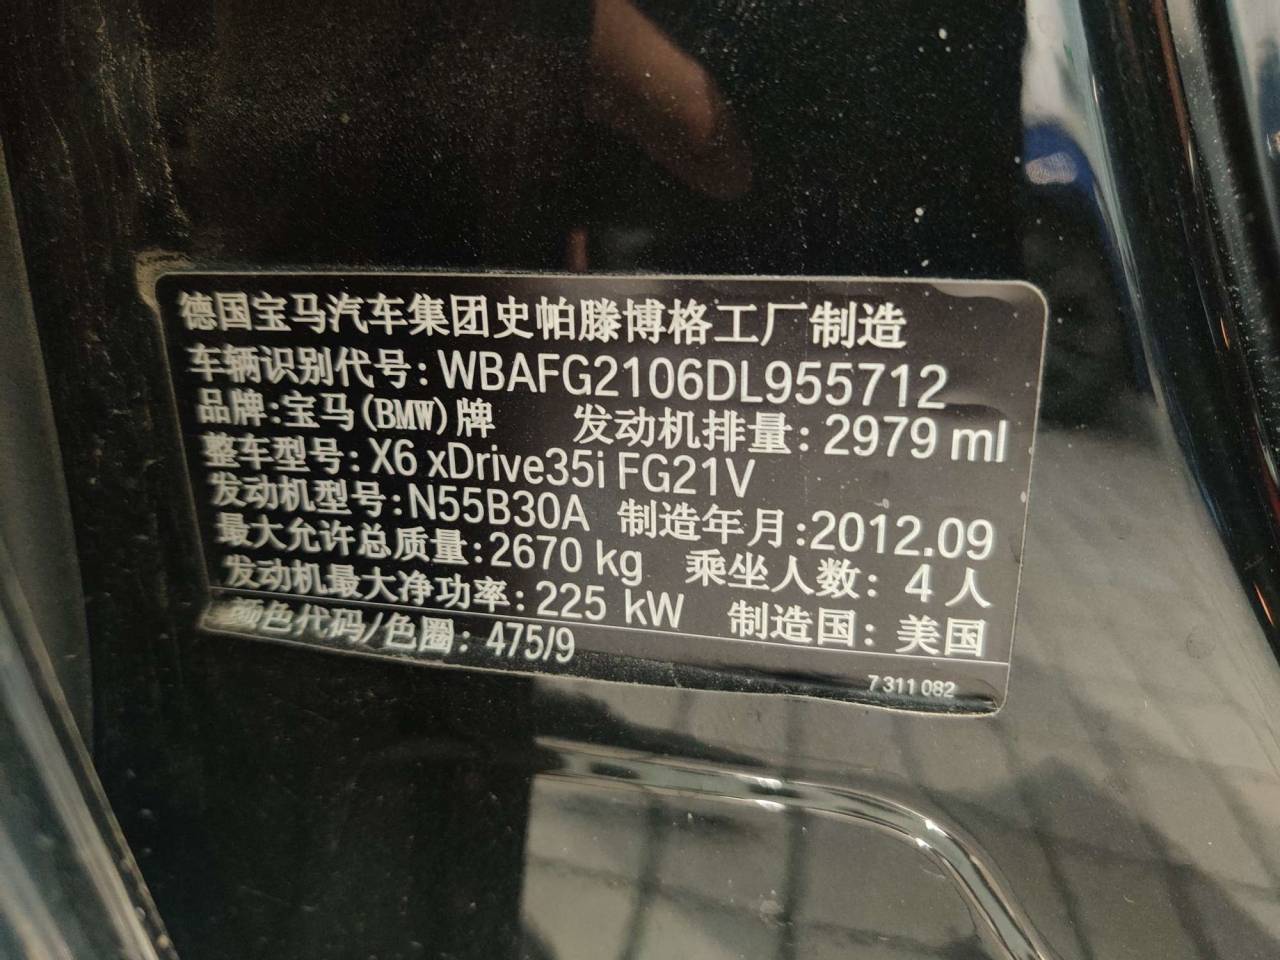 德国宝马汽车集团史帕滕博格工厂制造
车辆识别代号: WBAFG2106DL955712
品牌:宝马(BMW)牌 发动机排量: 2979 ml
整车型号: X6 xDrive35i FG21V
发动机型号:N55B30A 制造年月:2012.09
最大允许总质量:2670 kg 乘坐人数: 4人
发动机最大净功率: 225 kW 制造国: 美国
颜色代码/色圈: 475/9
7 311 082